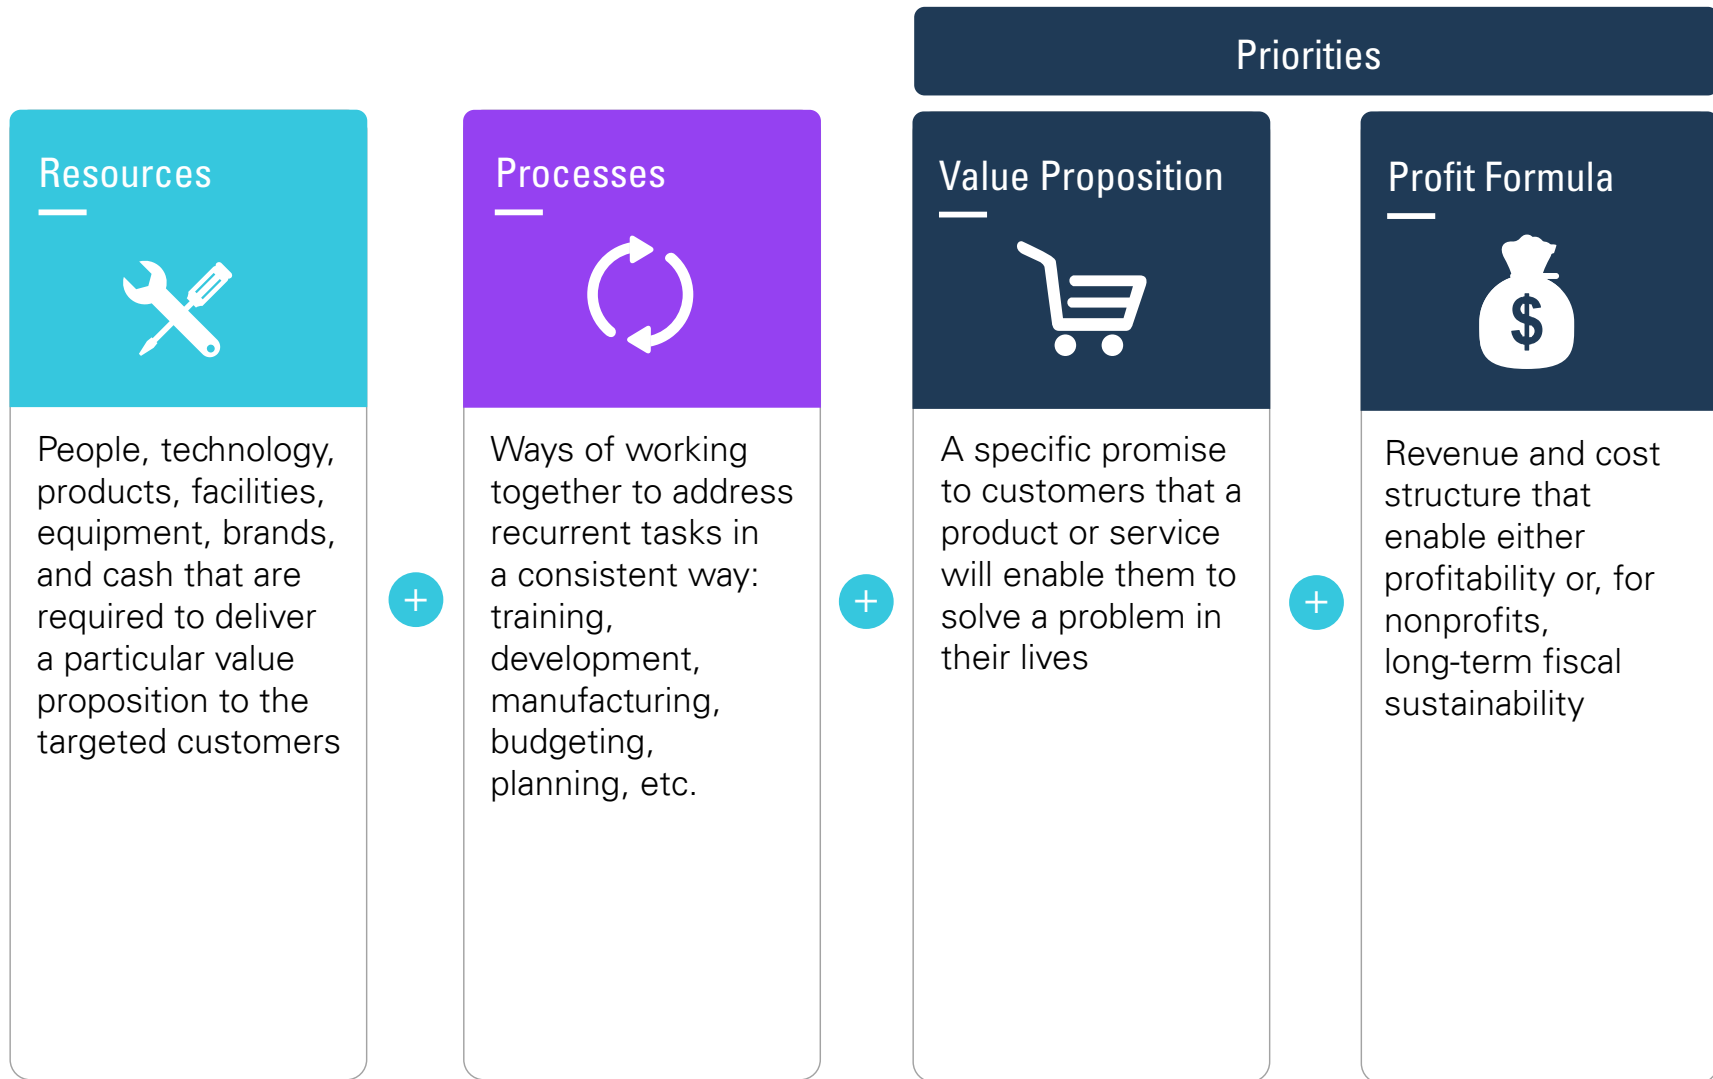 Priorities
Resources
People, technology,
products, facilities,
equipment, brands,
and cash that are
required to deliver
a particular value
proposition to the
targeted customers
+
Processes
Ways of working
together to address
recurrent tasks in
a consistent way:
training,
development,
manufacturing,
budgeting,
planning, etc.
+
Value Proposition
A specific promise
to customers that a
product or service
will enable them to
solve a problem in
their lives
+
Profit Formula
$
Revenue and cost
structure that
enable either
profitability or, for
nonprofits,
long-term fiscal
sustainability